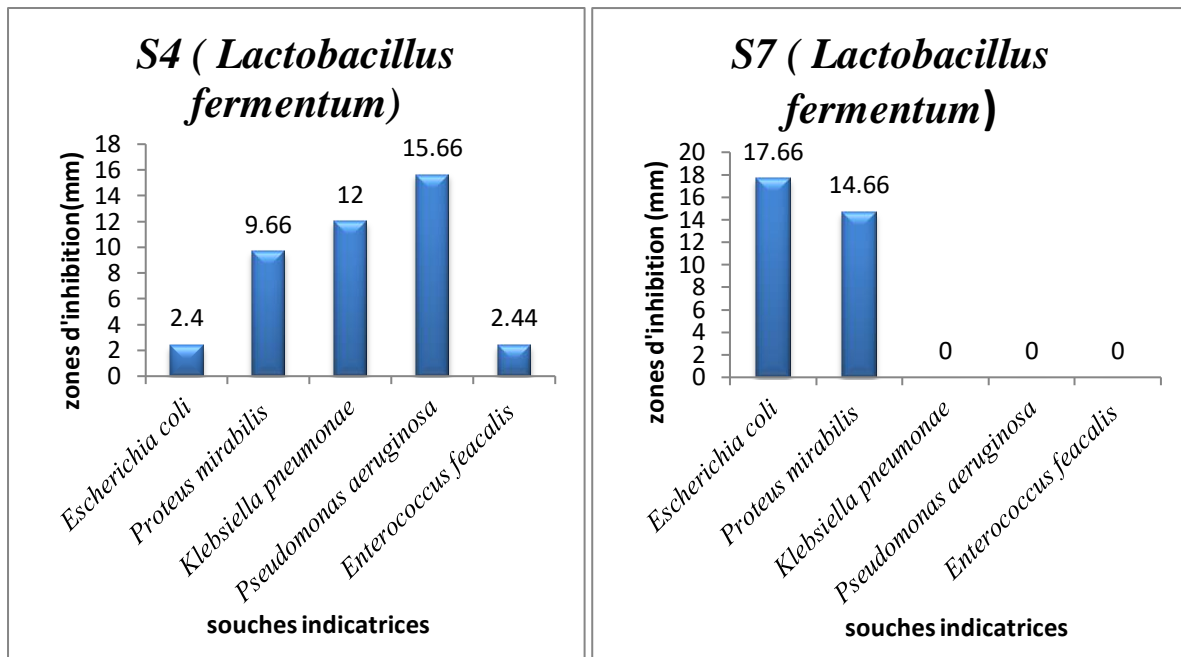 S4 ( Lactobacillus
fermentum)
zones d'inhibition(mm)
18
16
14
12
10
8
6
4
2
0
2.4
9.66
12
15.66
2.44
Escherichia coli
Proteus mirabilis
Klebsiella pneumonae
Pseudomonas aeruginosa
Enterococcus feacalis
souches indicatrices
S7 ( Lactobacillus
fermentum)
zones d'inhibition (mm)
20
18
16
14
12
10
8
6
4
2
0
17.66
14.66
0
0
0
Escherichia coli
Proteus mirabilis
Klebsiella pneumonae
Pseudomonas aeruginosa
Enterococcus feacalis
souches indicatrices